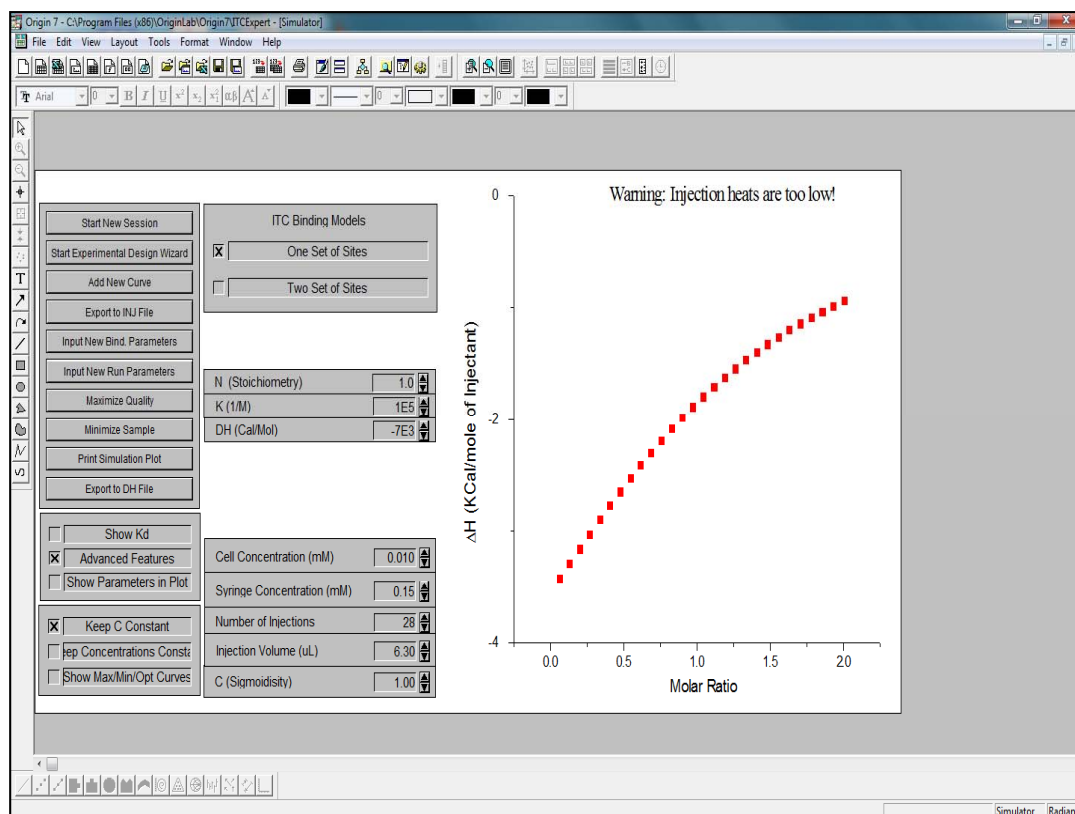 Origin 7 - C:\Program Files (x86)\OriginLab\Origin7\ITCExpert - [Simulator]
File Edit View Layout Tools Format Window Help
Arial 0 B I U x² x₂ αβ A A 0 0
Warning: Injection heats are too low!
Start New Session
Start Experimental Design Wizard
Add New Curve
Export to INJ File
Input New Bind. Parameters
Input New Run Parameters
Maximize Quality
Minimize Sample
Print Simulation Plot
Export to DH File
ITC Binding Models
X One Set of Sites
Two Set of Sites
N (Stoichiometry) 1.0
K (1/M) 1E5
DH (Cal/Mol) -7E3
Show Kd
X Advanced Features
Show Parameters in Plot
X Keep C Constant
eep Concentrations Consta
Show Max/Min/Opt Curves
Cell Concentration (mM) 0.010
Syringe Concentration (mM) 0.15
Number of Injections 28
Injection Volume (uL) 6.30
C (Sigmoidisity) 1.00
ΔH (KCal/mole of Injectant)
0
-2
-4
0.0 0.5 1.0 1.5 2.0
Molar Ratio
Simulator Radian